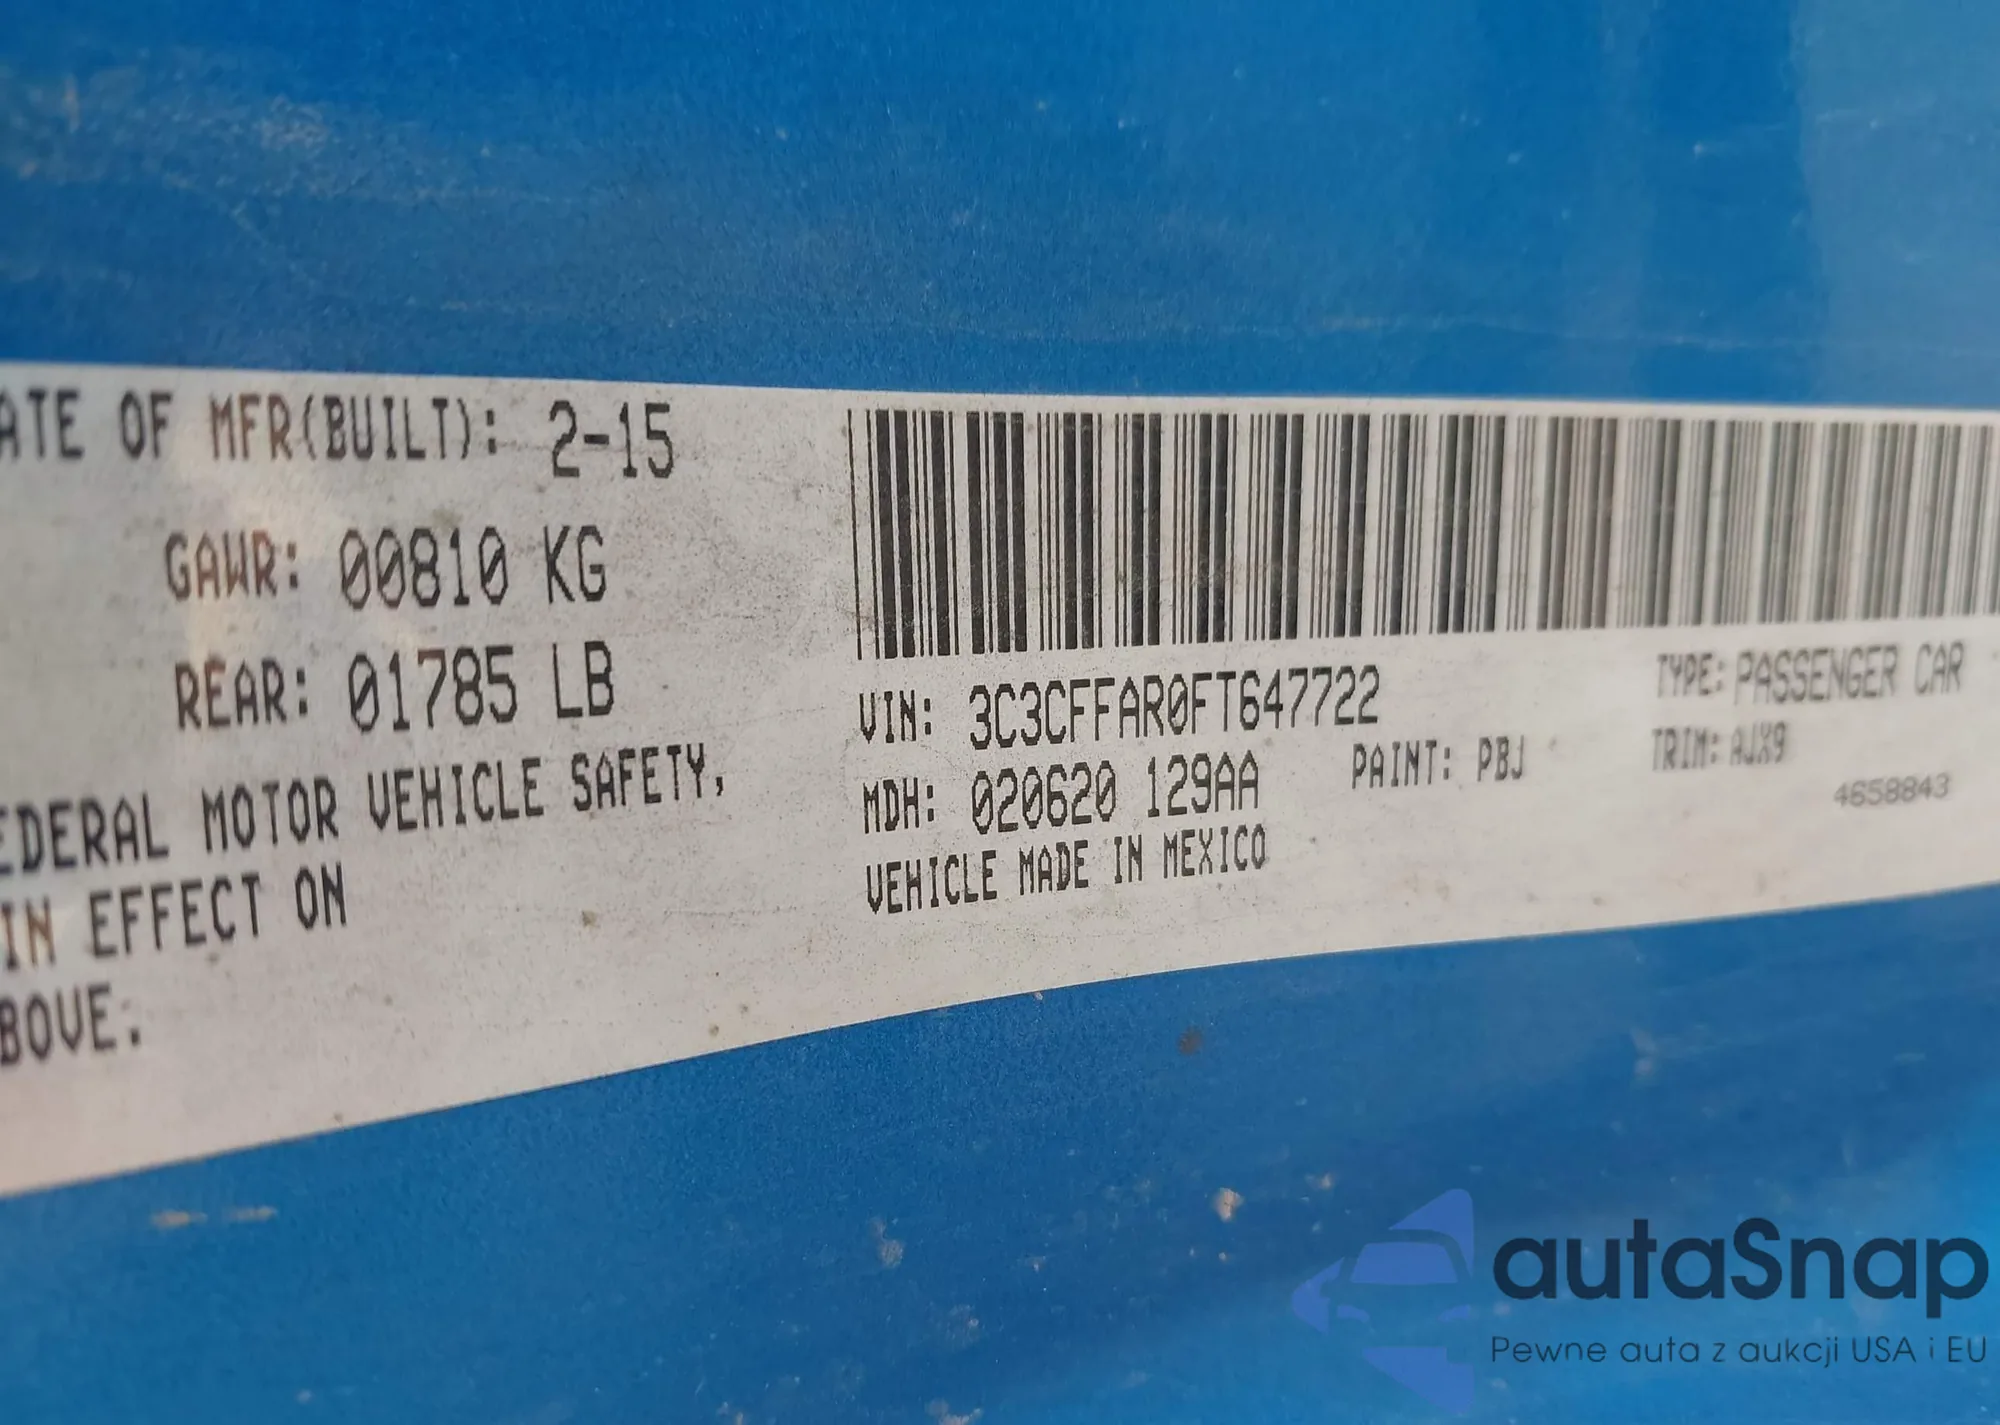 ATE OF MFR(BUILT): 2-15
GAWR: 00810 KG
REAR: 01785 LB
EDERAL MOTOR VEHICLE SAFETY,
IN EFFECT ON
BOVE.
VIN: 3C3CFFAR0FT647722
TYPE: PASSENGER CAR
MDH: 020620 129AA
PAINT: PBJ
TRIM: AJX9
VEHICLE MADE IN MEXICO
4658843
autaSnap
Pewne auta z aukcji USA i EU